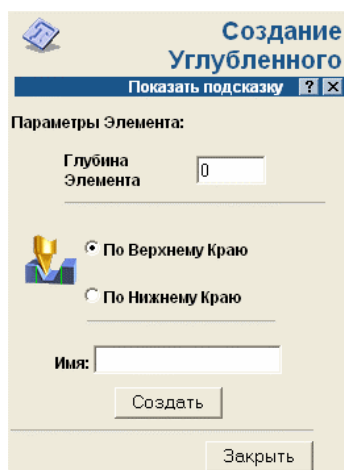 Создание
Углубленного
Показать подсказку ? ×
Параметры Элемента:
Глубина
Элемента
0
По Верхнему Краю
По Нижнему Краю
Имя:
Создать
Закрыть